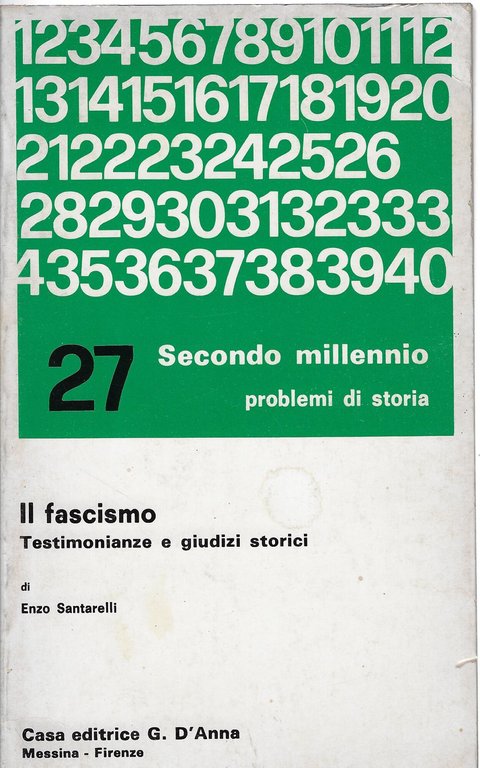 123456789101112
1314151617181920
212223242526
2829303132333
4353637383940
27
Secondo millennio
problemi di storia
Il fascismo
Testimonianze e giudizi storici
di
Enzo Santarelli
Casa editrice G. D'Anna
Messina - Firenze